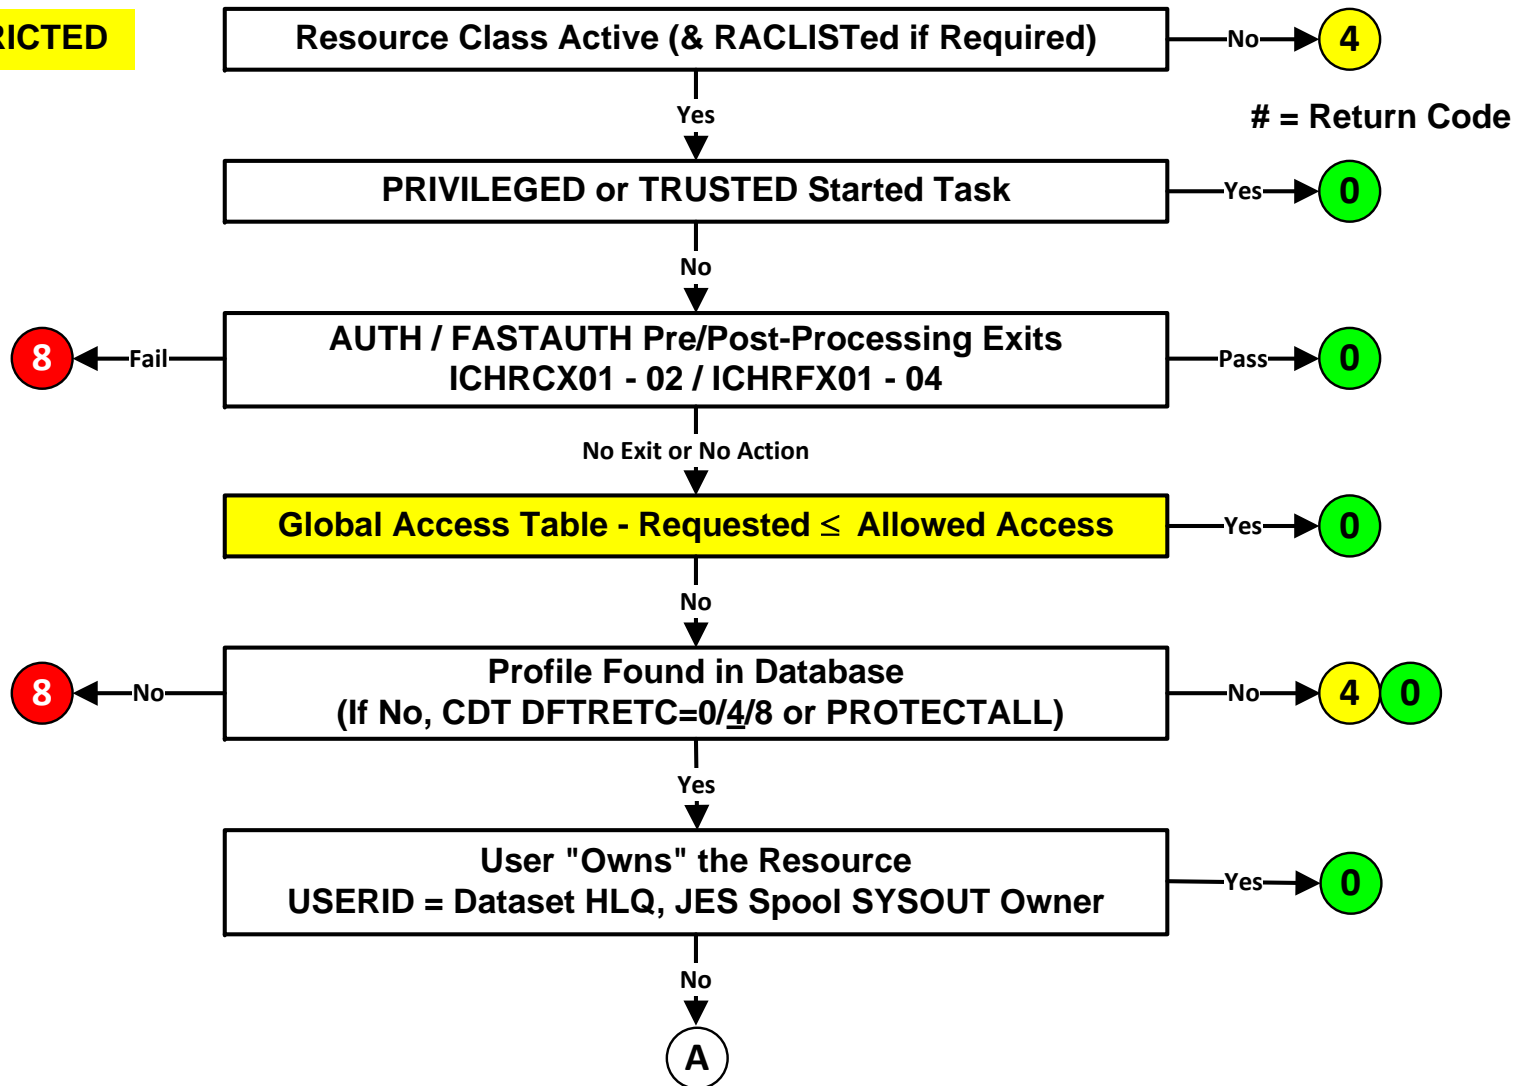 RICTED
Resource Class Active (& RACLISTed if Required)
No
4
# = Return Code
Yes
PRIVILEGED or TRUSTED Started Task
Yes
0
No
8
Fail
AUTH / FASTAUTH Pre/Post-Processing Exits
ICHRCX01 - 02 / ICHRFX01 - 04
Pass
0
No Exit or No Action
Global Access Table - Requested ≤ Allowed Access
Yes
0
No
8
No
Profile Found in Database
(If No, CDT DFTRETC=0/4/8 or PROTECTALL)
No
4 0
Yes
User "Owns" the Resource
USERID = Dataset HLQ, JES Spool SYSOUT Owner
Yes
0
No
A